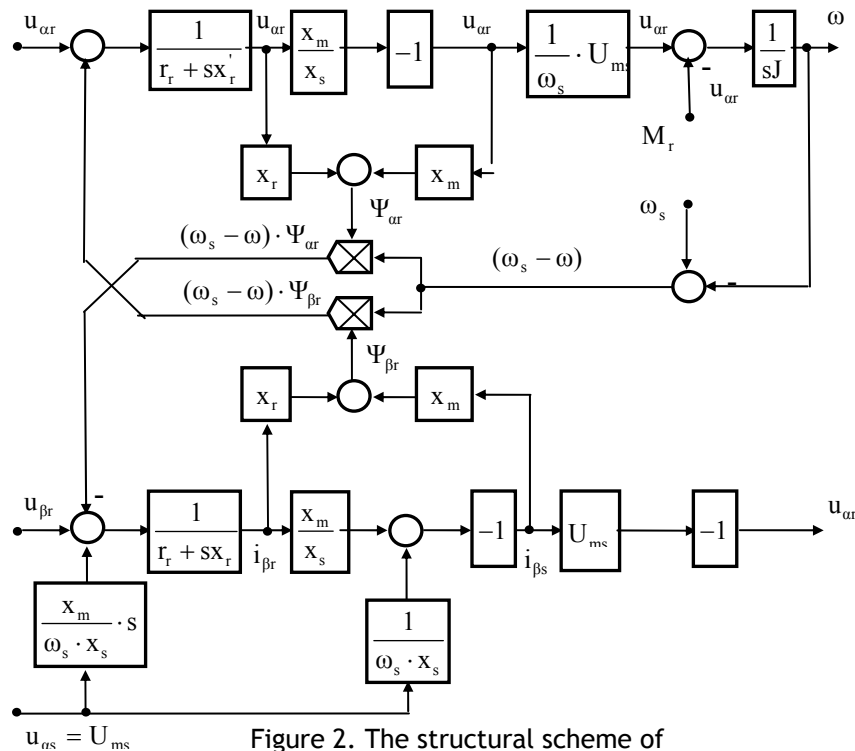 u_αr
1 / (r_r + sx_r')
u_αr
x_m / x_s
-1
u_αr
1/ω_s · U_ms
u_αr
-
u_αr
1 / sJ
ω
M_r
x_r
x_m
Ψ_αr
ω_s
(ω_s − ω) · Ψ_αr
(ω_s − ω)
-
(ω_s − ω) · Ψ_βr
Ψ_βr
x_r
x_m
u_βr
-
1 / (r_r + sx_r)
i_βr
x_m / x_s
-1
i_βs
U_ms
-1
u_αr
x_m / (ω_s · x_s) · s
1 / (ω_s · x_s)
u_αs = U_ms
Figure 2. The structural scheme of